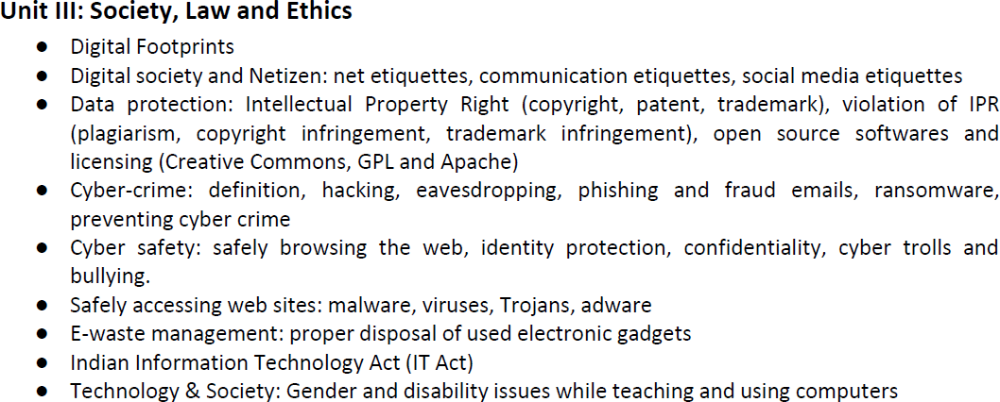 Unit III: Society, Law and Ethics
● Digital Footprints
● Digital society and Netizen: net etiquettes, communication etiquettes, social media etiquettes
● Data protection: Intellectual Property Right (copyright, patent, trademark), violation of IPR
(plagiarism, copyright infringement, trademark infringement), open source softwares and
licensing (Creative Commons, GPL and Apache)
● Cyber-crime: definition, hacking, eavesdropping, phishing and fraud emails, ransomware,
preventing cyber crime
● Cyber safety: safely browsing the web, identity protection, confidentiality, cyber trolls and
bullying.
● Safely accessing web sites: malware, viruses, Trojans, adware
● E-waste management: proper disposal of used electronic gadgets
● Indian Information Technology Act (IT Act)
● Technology & Society: Gender and disability issues while teaching and using computers